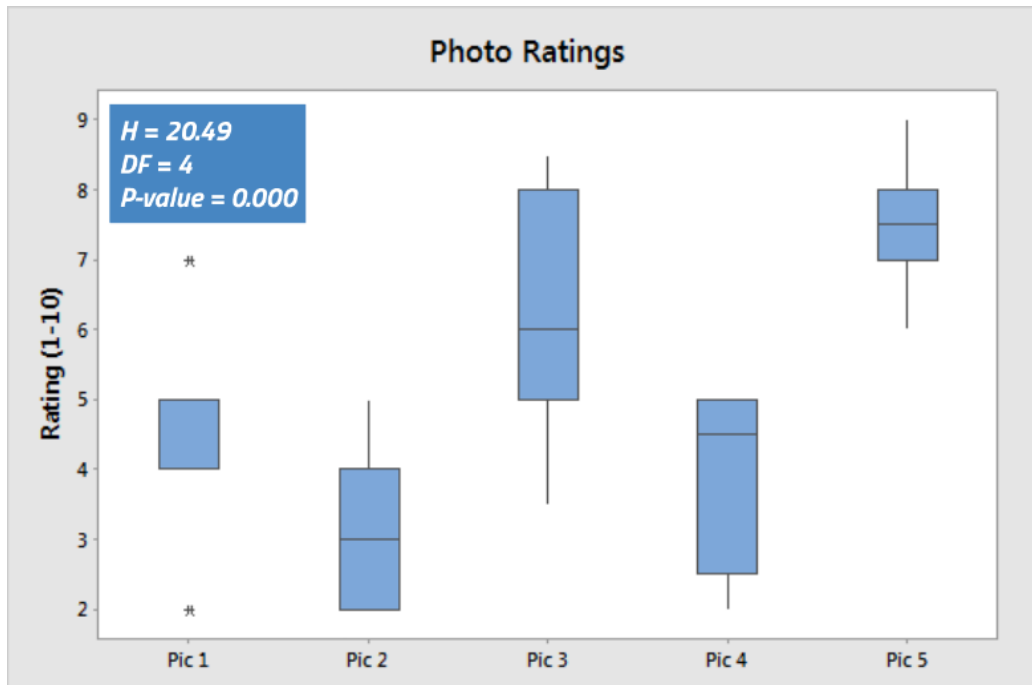 Photo Ratings
H = 20.49
DF = 4
P-value = 0.000
Rating (1-10)
9
8
7
6
5
4
3
2
Pic 1 Pic 2 Pic 3 Pic 4 Pic 5